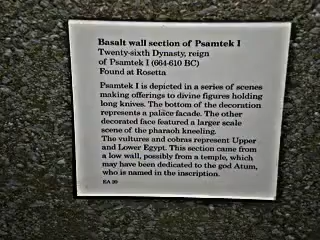 Basalt wall section of Psamtek I
Twenty-sixth Dynasty, reign
of Psamtek I (664-610 BC)
Found at Rosetta
Psamtek I is depicted in a series of scenes
making offerings to divine figures holding
long knives. The bottom of the decoration
represents a palace facade. The other
decorated face featured a larger scale
scene of the pharaoh kneeling.
The vultures and cobras represent Upper
and Lower Egypt. This section came from
a low wall, possibly from a temple, which
may have been dedicated to the god Atum,
who is named in the inscription.
EA 20